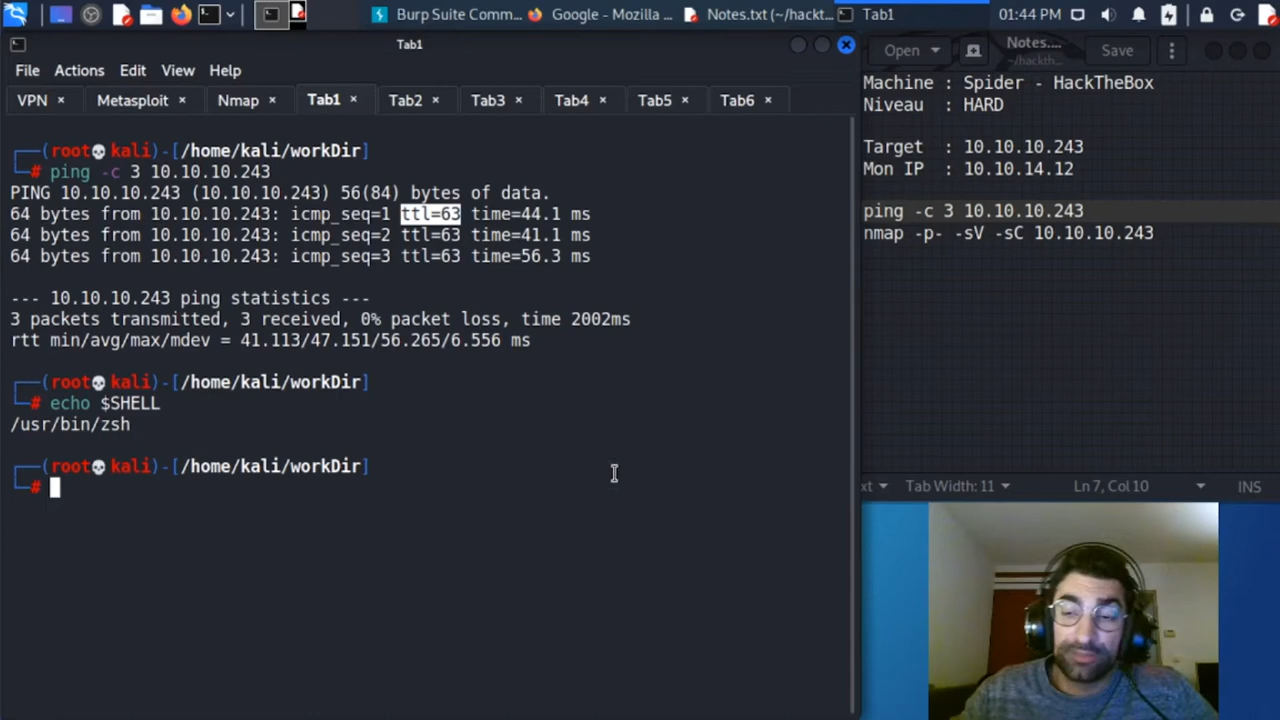 Burp Suite Comm...
Google - Mozilla ...
Notes.txt (~/hackt...
Tab1
01:44 PM
Tab1
File Actions Edit View Help
VPN × Metasploit × Nmap × Tab1 × Tab2 × Tab3 × Tab4 × Tab5 × Tab6 ×
┌──(root💀kali)-[/home/kali/workDir]
└─# ping -c 3 10.10.10.243
PING 10.10.10.243 (10.10.10.243) 56(84) bytes of data.
64 bytes from 10.10.10.243: icmp_seq=1 ttl=63 time=44.1 ms
64 bytes from 10.10.10.243: icmp_seq=2 ttl=63 time=41.1 ms
64 bytes from 10.10.10.243: icmp_seq=3 ttl=63 time=56.3 ms
--- 10.10.10.243 ping statistics ---
3 packets transmitted, 3 received, 0% packet loss, time 2002ms
rtt min/avg/max/mdev = 41.113/47.151/56.265/6.556 ms
┌──(root💀kali)-[/home/kali/workDir]
└─# echo $SHELL
/usr/bin/zsh
┌──(root💀kali)-[/home/kali/workDir]
└─#
Open
Notes....
~/hackth...
Save
Machine : Spider - HackTheBox
Niveau : HARD
Target : 10.10.10.243
Mon IP : 10.10.14.12
ping -c 3 10.10.10.243
nmap -p- -sV -sC 10.10.10.243
xt Tab Width: 11 Ln 7, Col 10 INS